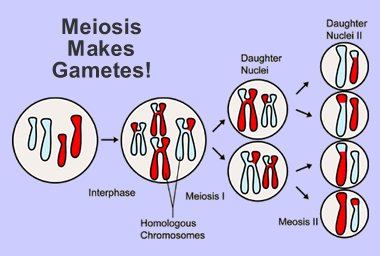 Meiosis
Makes
Gametes!
Daughter
Nuclei II
Daughter
Nuclei
Interphase
Meiosis I
Homologous
Chromosomes
Meosis II